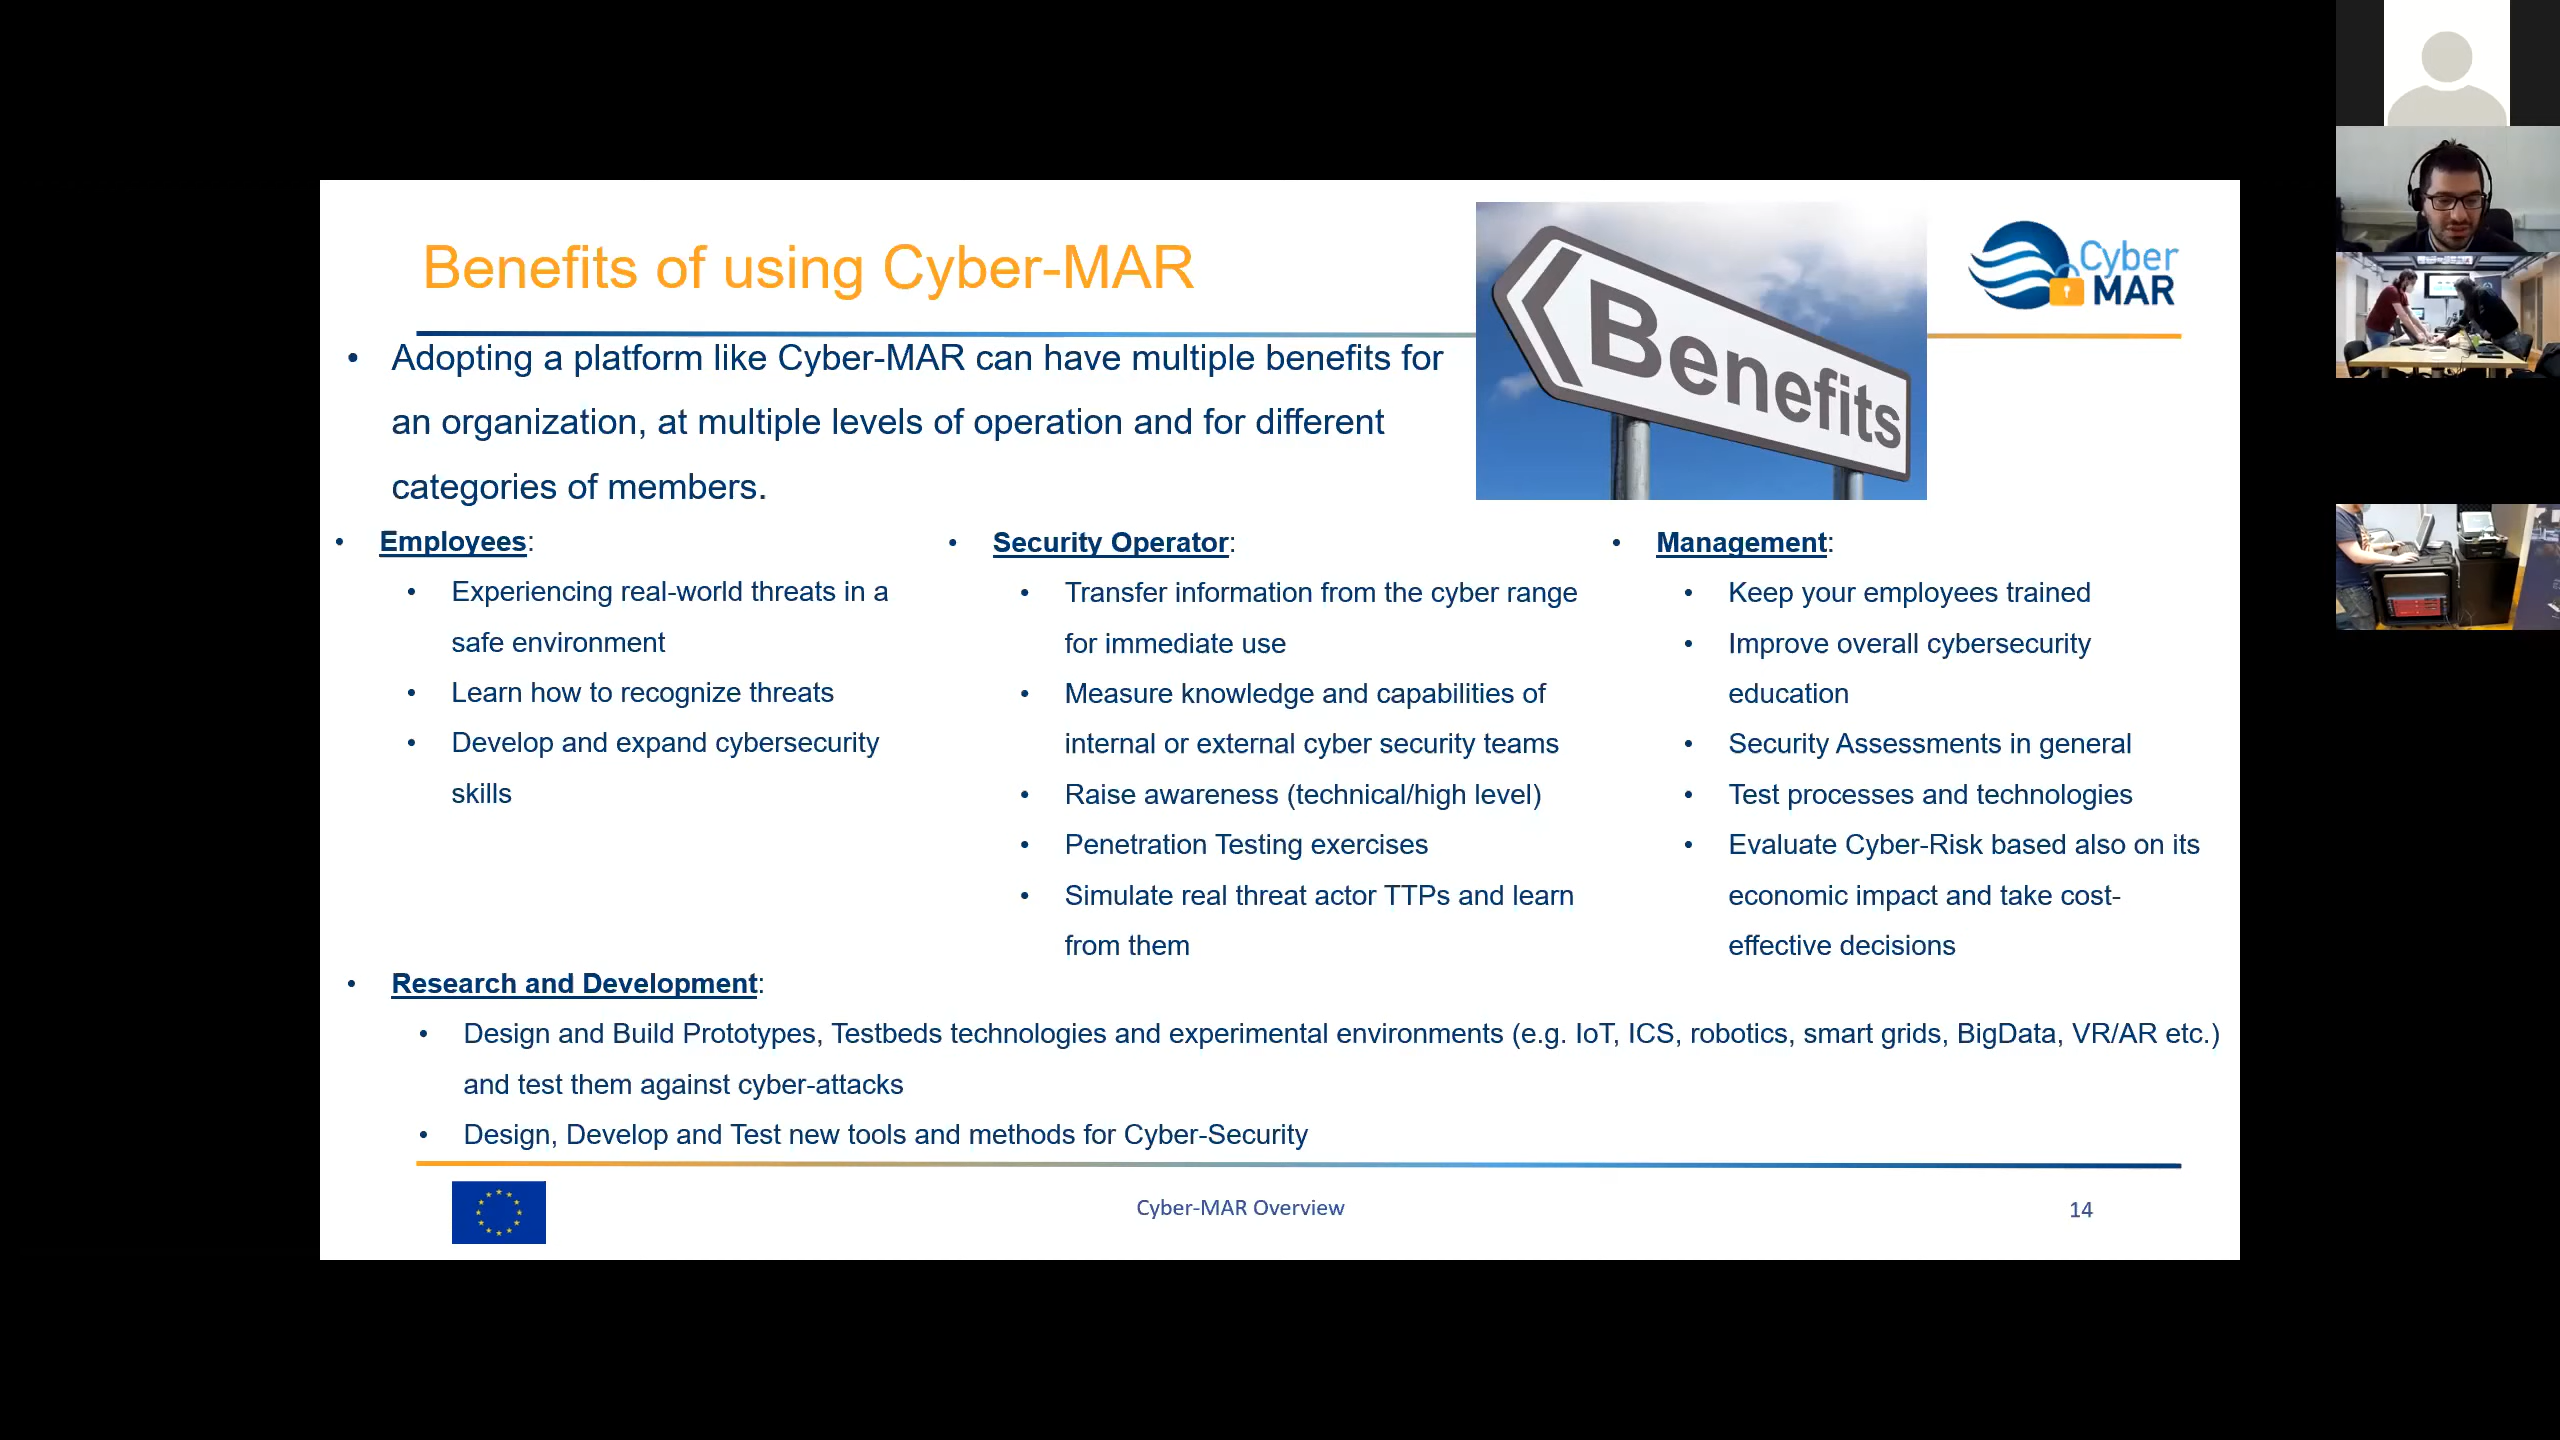 Benefits of using Cyber-MAR
Benefits
Cyber
MAR
• Adopting a platform like Cyber-MAR can have multiple benefits for
an organization, at multiple levels of operation and for different
categories of members.
• Employees:
• Experiencing real-world threats in a
safe environment
• Learn how to recognize threats
• Develop and expand cybersecurity
skills
• Security Operator:
• Transfer information from the cyber range
for immediate use
• Measure knowledge and capabilities of
internal or external cyber security teams
• Raise awareness (technical/high level)
• Penetration Testing exercises
• Simulate real threat actor TTPs and learn
from them
• Management:
• Keep your employees trained
• Improve overall cybersecurity
education
• Security Assessments in general
• Test processes and technologies
• Evaluate Cyber-Risk based also on its
economic impact and take cost-
effective decisions
• Research and Development:
• Design and Build Prototypes, Testbeds technologies and experimental environments (e.g. IoT, ICS, robotics, smart grids, BigData, VR/AR etc.)
and test them against cyber-attacks
• Design, Develop and Test new tools and methods for Cyber-Security
Cyber-MAR Overview
14